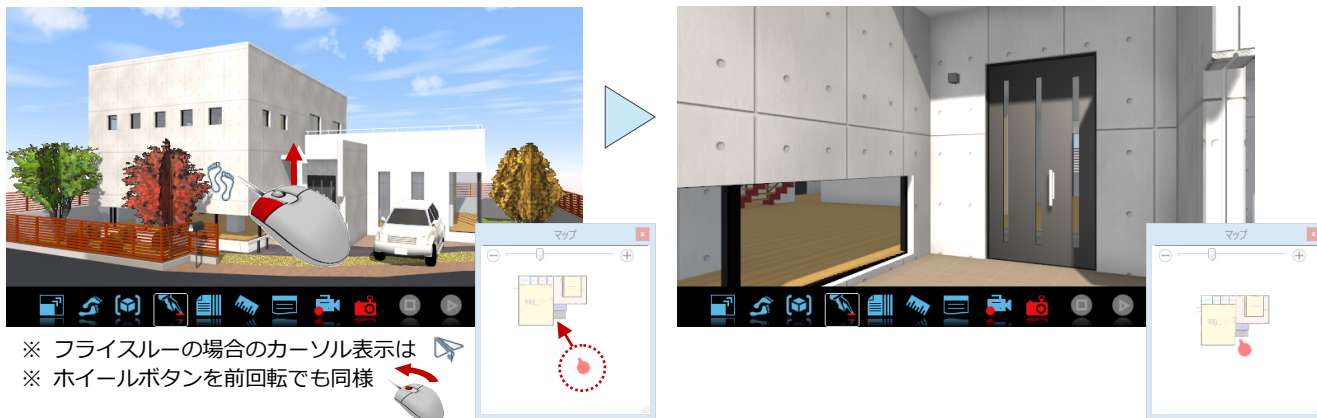 マップ
マップ
※ フライスルーの場合のカーソル表示は
※ ホイールボタンを前回転でも同様